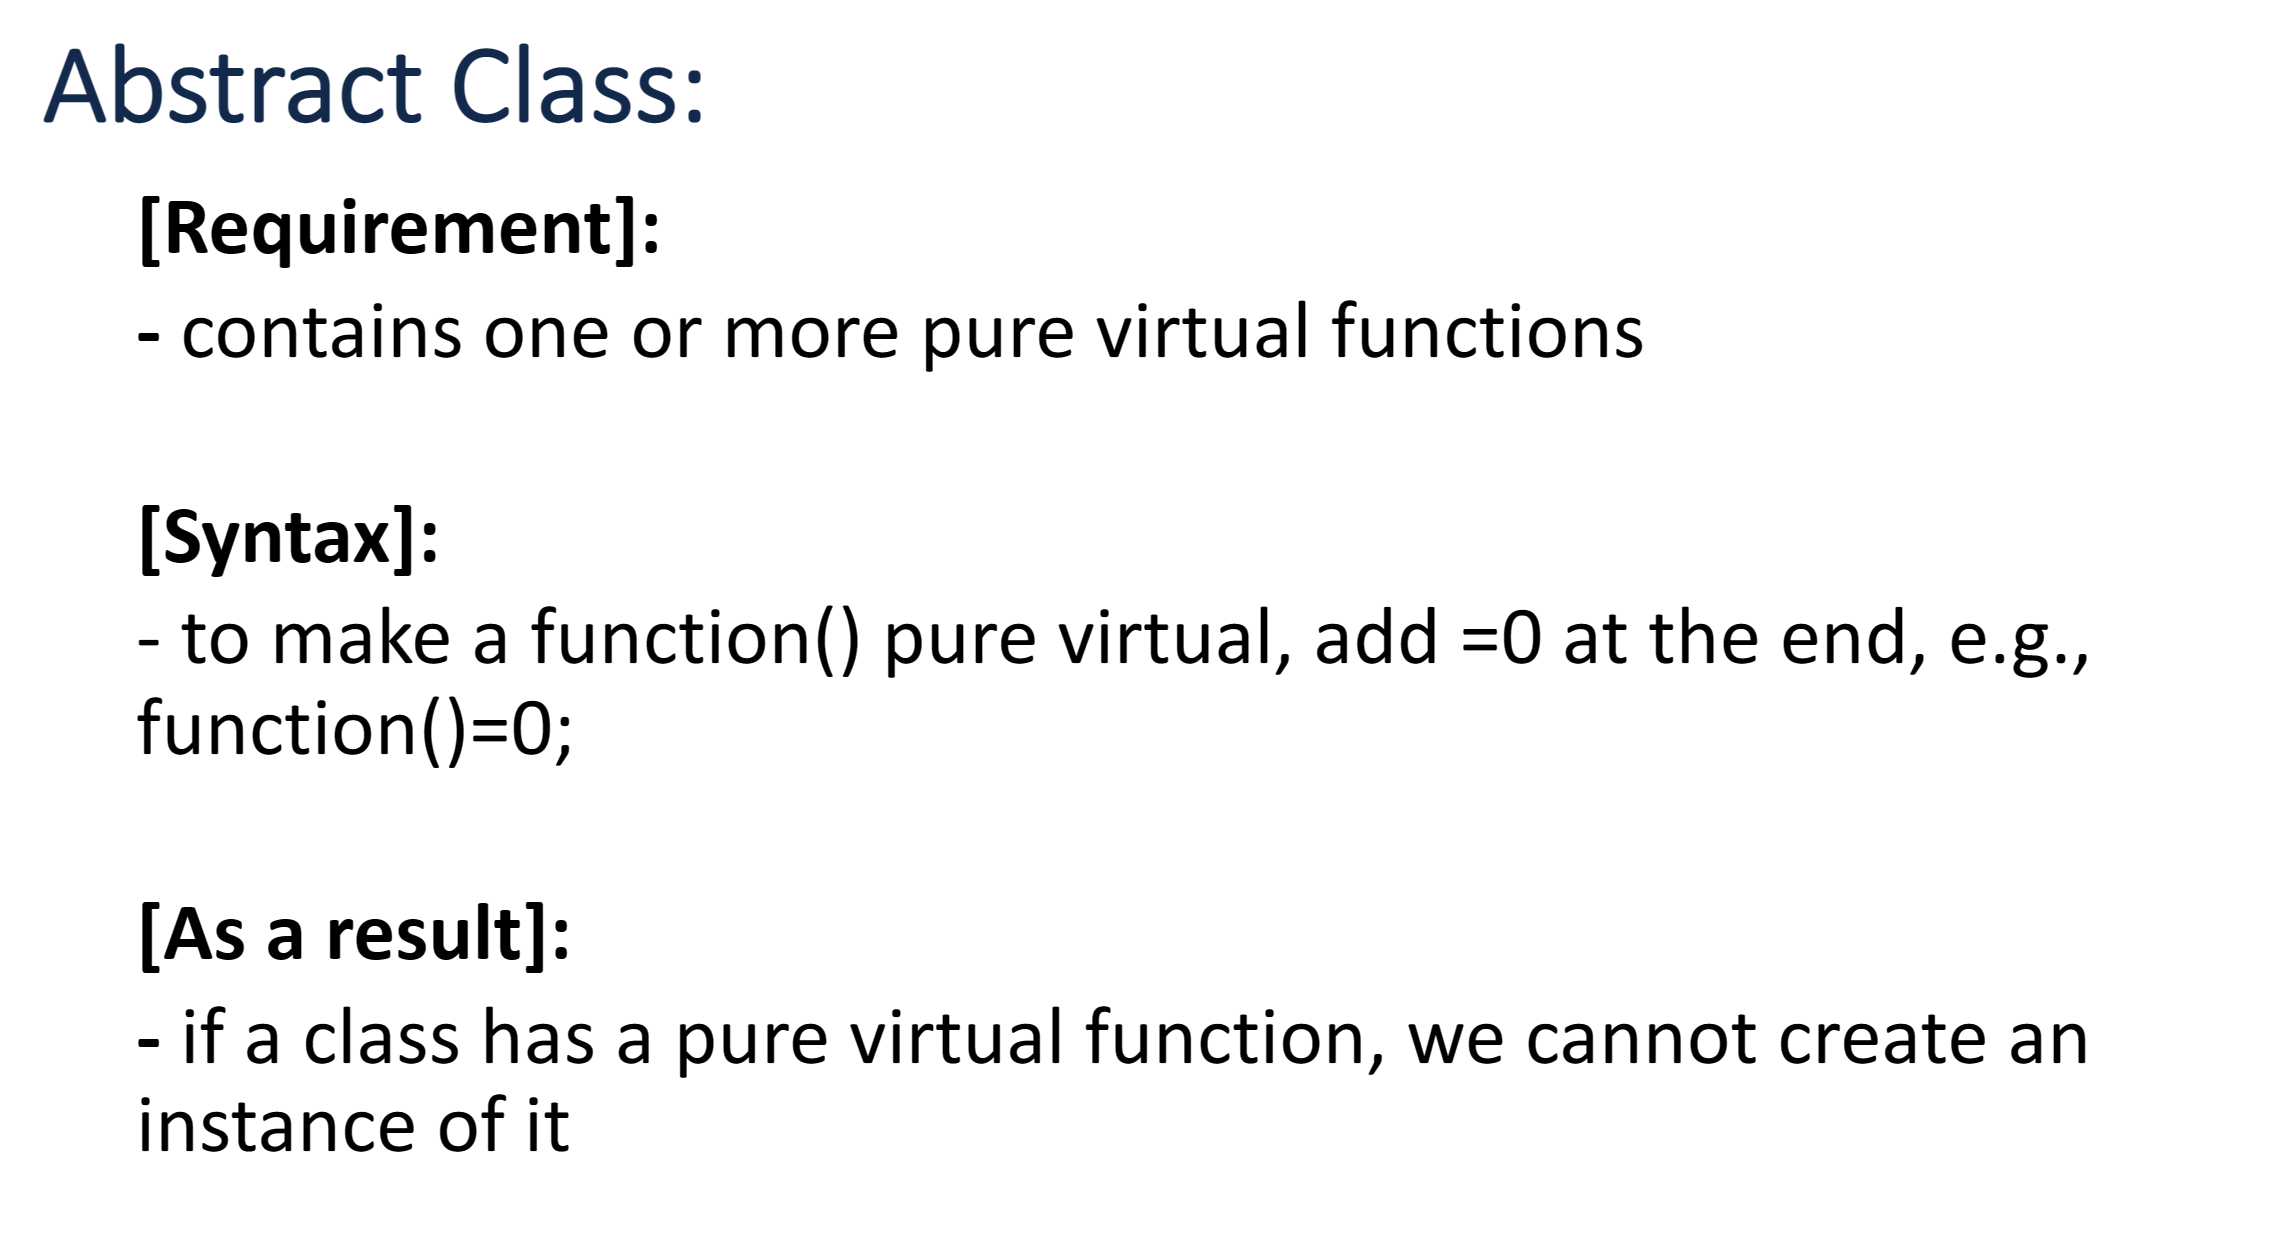 Abstract Class:
[Requirement]:
- contains one or more pure virtual functions
[Syntax]:
- to make a function() pure virtual, add =0 at the end, e.g.,
function()=0;
[As a result]:
- if a class has a pure virtual function, we cannot create an
instance of it